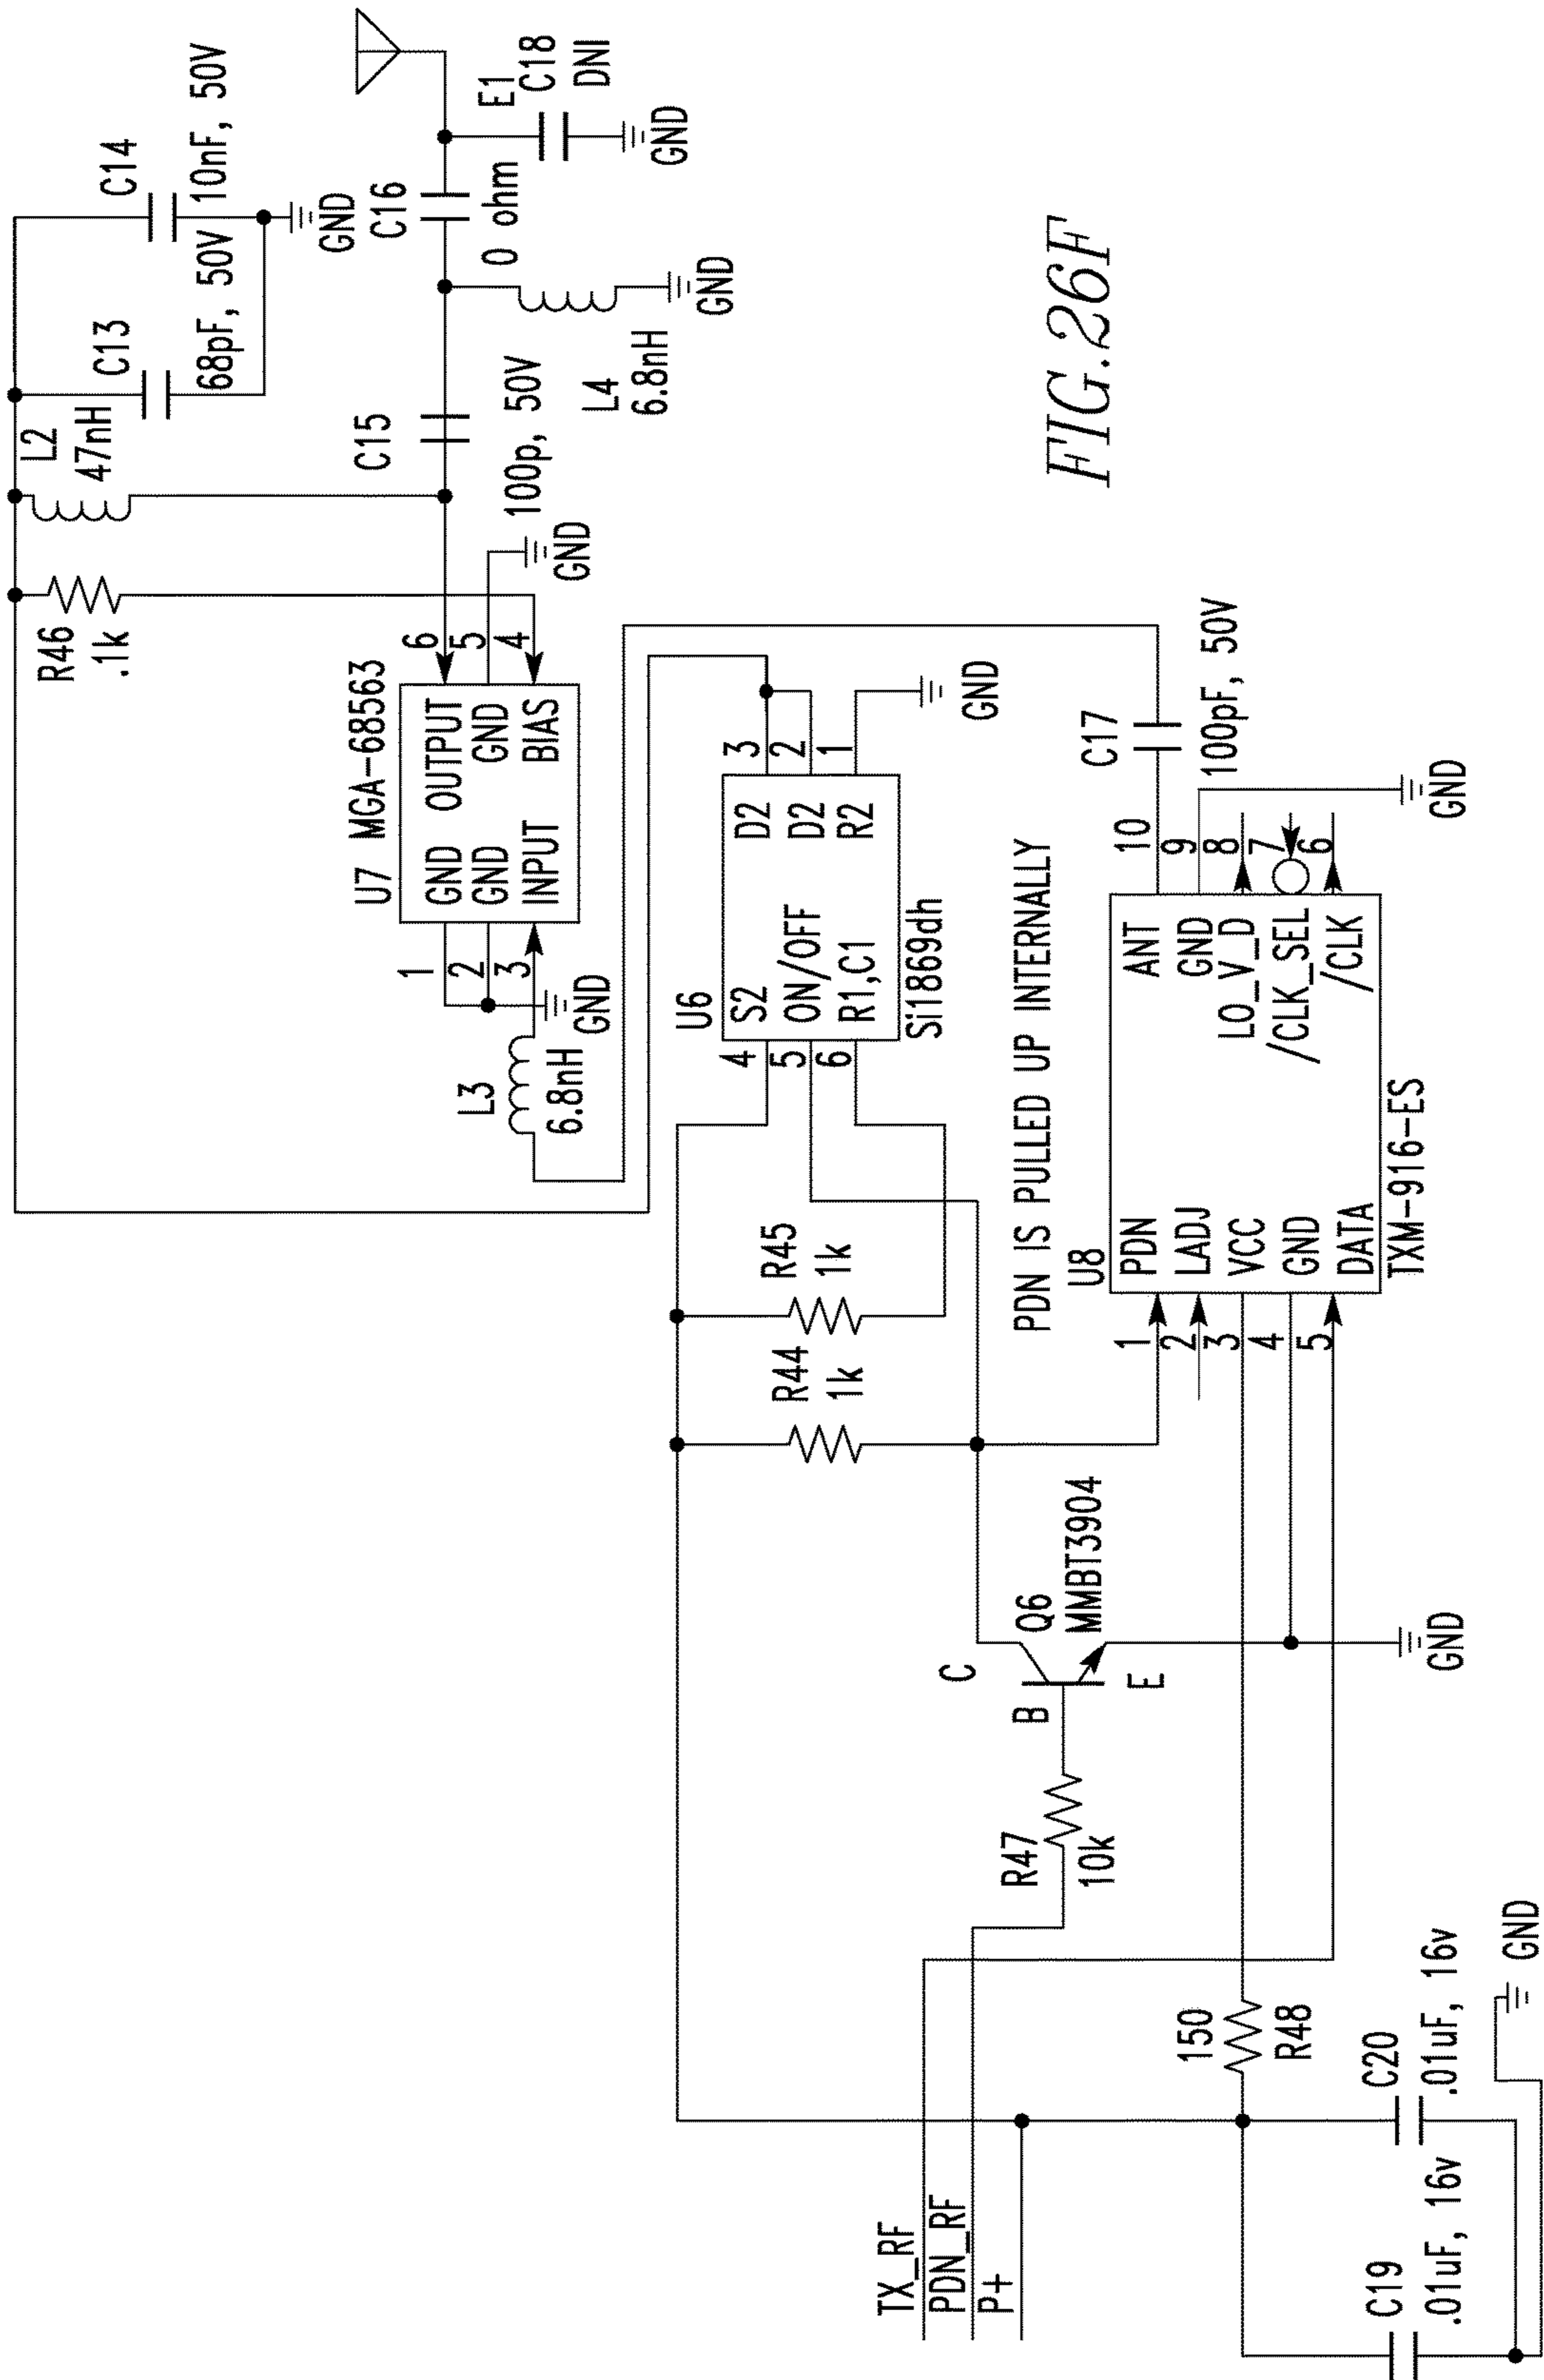 L2
47nH
C13
68pF, 50V
C14
10nF, 50V
GND
R46
.1k
U7 MGA-68563
GND
OUTPUT
GND
GND
INPUT
BIAS
1
2
3
6
5
4
GND
GND
L3
6.8nH
C15
100p, 50V
C16
0 ohm
L4
6.8nH
GND
E1
C18
DNI
GND
U6
S2
ON/OFF
R1,C1
D2
D2
R2
4
5
6
3
2
1
Si1869dh
GND
R44
1k
R45
1k
PDN IS PULLED UP INTERNALLY
U8
PDN
LADJ
VCC
GND
DATA
ANT
GND
LO_V_D
/CLK_SEL
/CLK
1
2
3
4
5
10
9
8
7
6
TXM-916-ES
C17
100pF, 50V
GND
C
B
E
Q6
MMBT3904
GND
R47
10k
TX_RF
PDN_RF
P+
150
R48
C19
.01uF, 16v
C20
.01uF, 16v
GND
FIG.26F